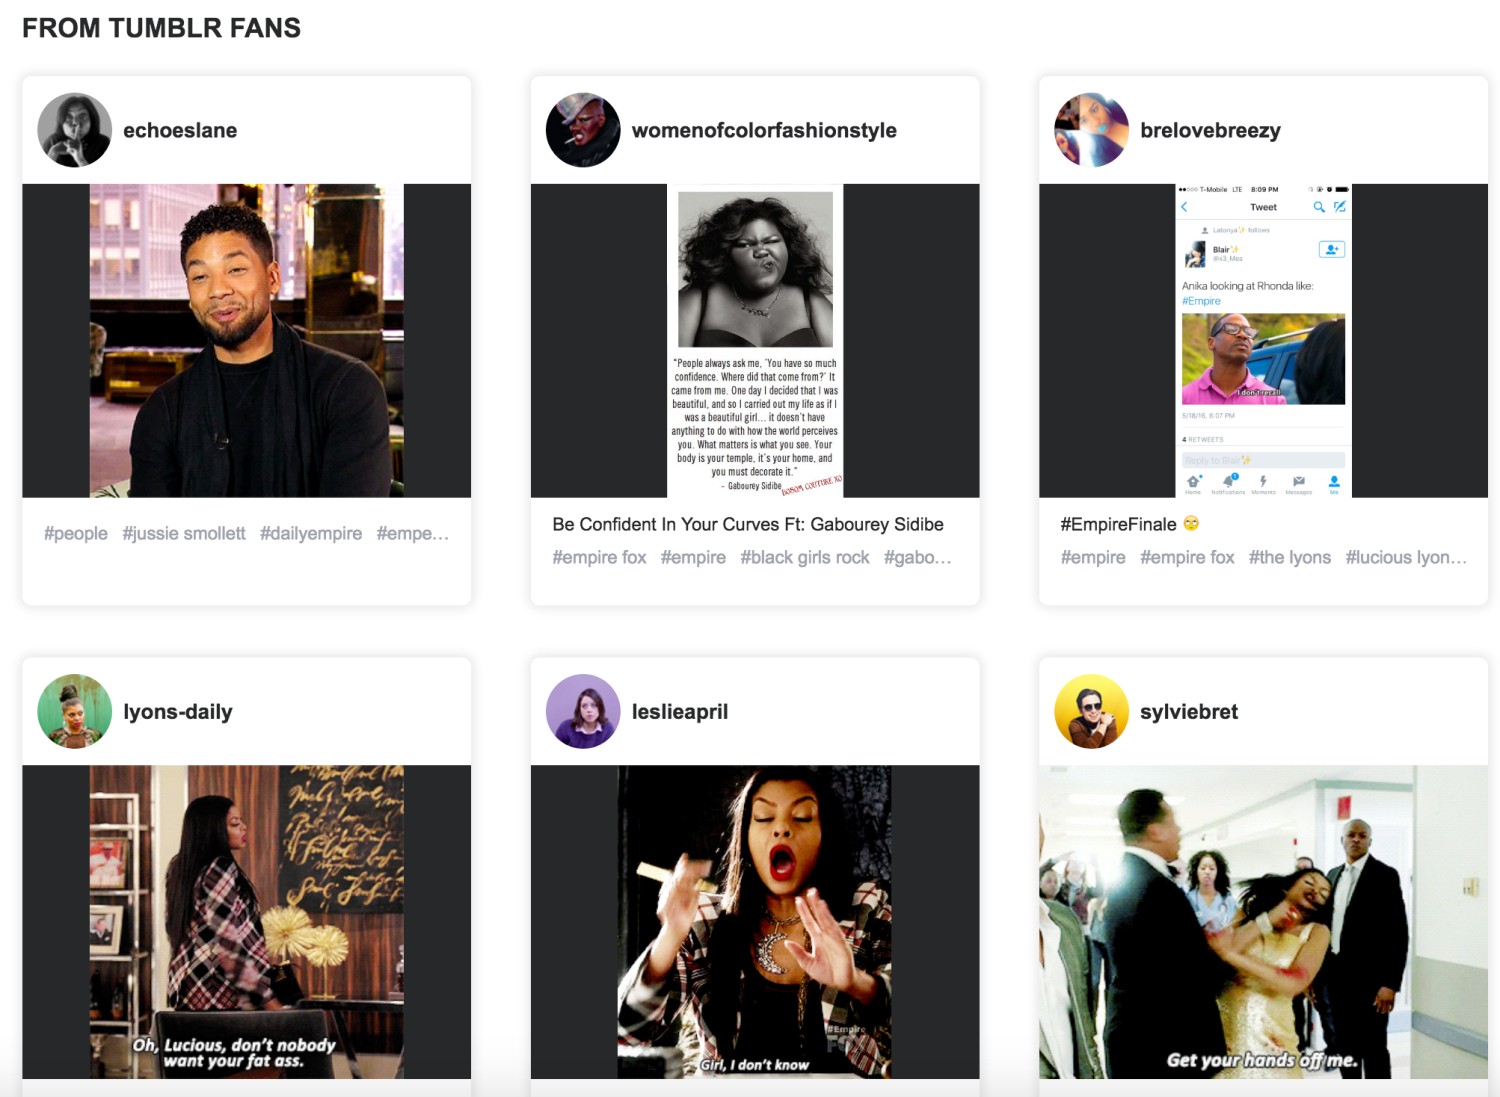 FROM TUMBLR FANS
echoeslane
#people #jussie smollett #dailyempire #empe…
womenofcolorfashionstyle
"People always ask me, "You have so much
confidence. Where did that come from?" It
came from me. One day I decided that I was
beautiful, and so I carried out my life as if I
was a beautiful girl... it doesn't have
anything to do with how the world perceives
you. What matters is what you see. Your
body is your temple, it's your home, and
you must decorate it."
- Gabourey Sidibe
BOSOM COUTURE XO
Be Confident In Your Curves Ft: Gabourey Sidibe
#empire fox #empire #black girls rock #gabo…
brelovebreezy
T-Mobile LTE 8:09 PM
Tweet
Latonya✨ follows
Blair✨
Anika looking at Rhonda like:
#Empire
I don't recall
5/18/16, 8:07 PM
4 RETWEETS
Reply to Blair✨
Home Notifications Moments Messages Me
#EmpireFinale 🙄
#empire #empire fox #the lyons #lucious lyon…
lyons-daily
Oh, Lucious, don't nobody
want your fat ass.
leslieapril
#Empire
FOX
Girl, I don't know
sylviebret
Get your hands off me.